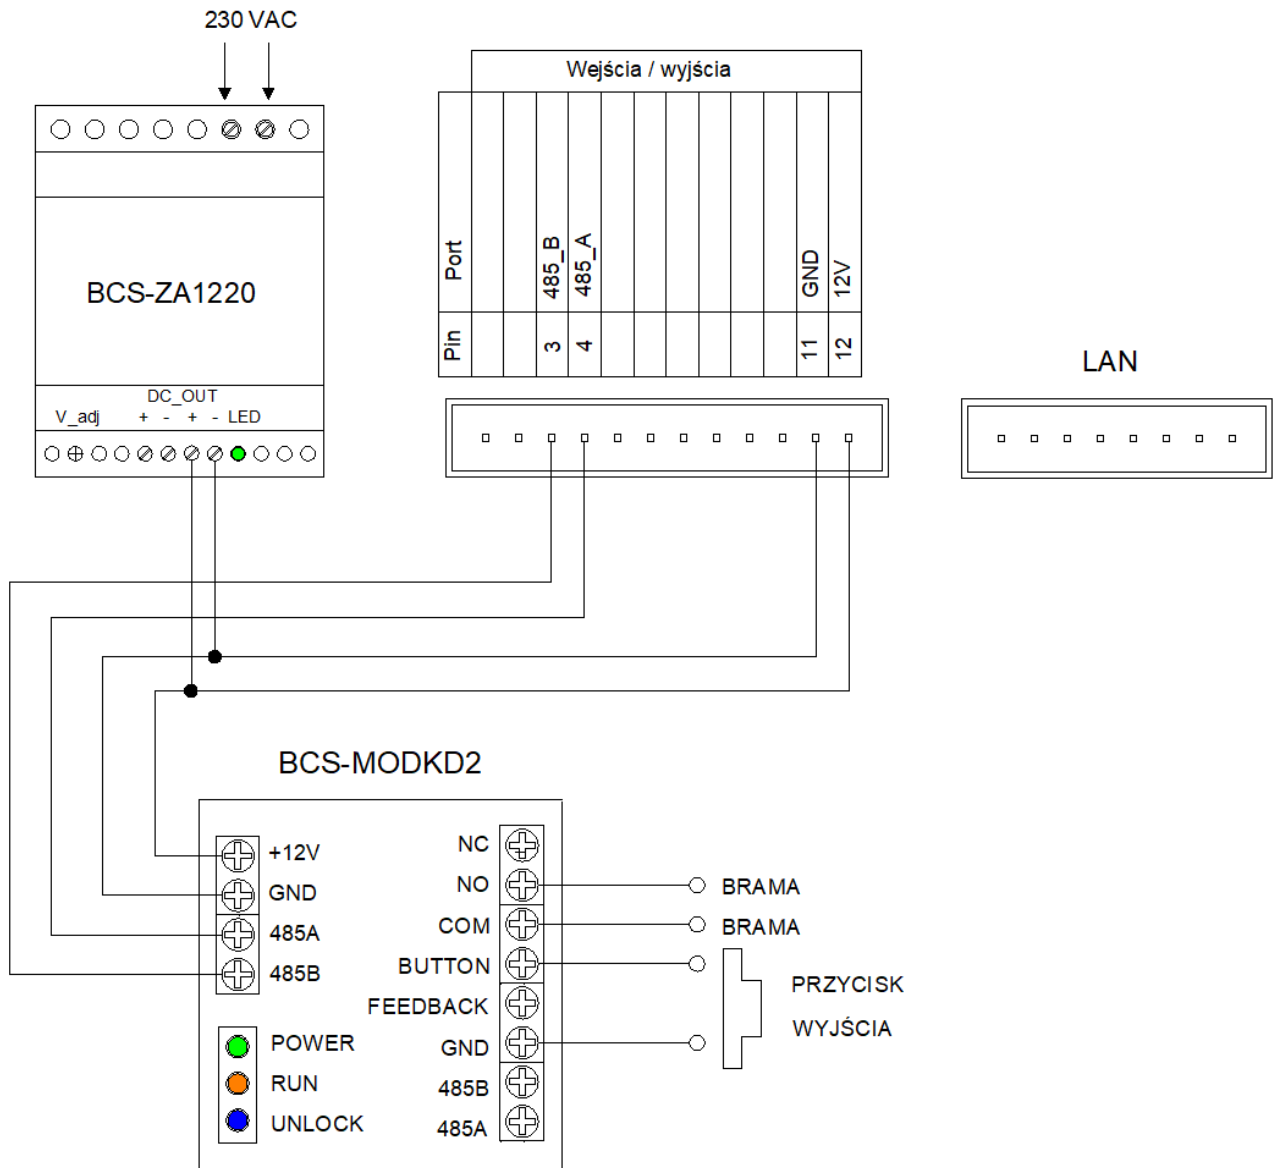 230 VAC
BCS-ZA1220
DC_OUT
V_adj + - + - LED
Wejścia / wyjścia
Port 485_B 485_A GND 12V
Pin 3 4 11 12
LAN
BCS-MODKD2
+12V
GND
485A
485B
POWER
RUN
UNLOCK
NC
NO
COM
BUTTON
FEEDBACK
GND
485B
485A
BRAMA
BRAMA
PRZYCISK
WYJŚCIA